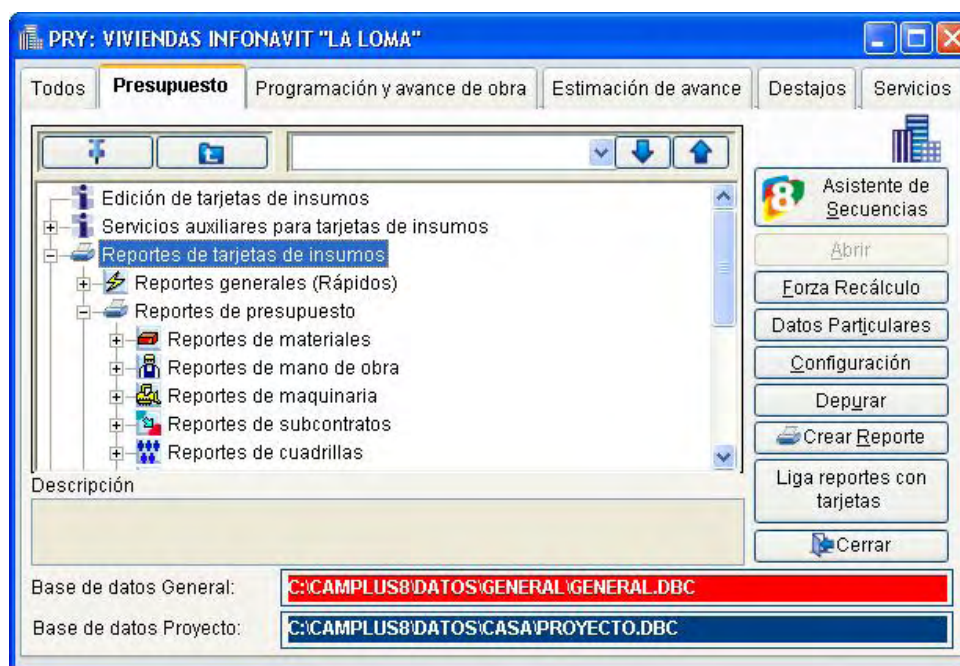 PRY: VIVIENDAS INFONAVIT "LA LOMA"
Todos Presupuesto Programación y avance de obra Estimación de avance Destajos Servicios
Edición de tarjetas de insumos
Servicios auxiliares para tarjetas de insumos
Reportes de tarjetas de insumos
Reportes generales (Rápidos)
Reportes de presupuesto
Reportes de materiales
Reportes de mano de obra
Reportes de maquinaria
Reportes de subcontratos
Reportes de cuadrillas
8 Asistente de
Secuencias
Abrir
Forza Recálculo
Datos Particulares
Configuración
Depurar
Crear Reporte
Liga reportes con
tarjetas
Cerrar
Descripción
Base de datos General: C:\CAMPLUS8\DATOS\GENERAL\GENERAL.DBC
Base de datos Proyecto: C:\CAMPLUS8\DATOS\CASA\PROYECTO.DBC